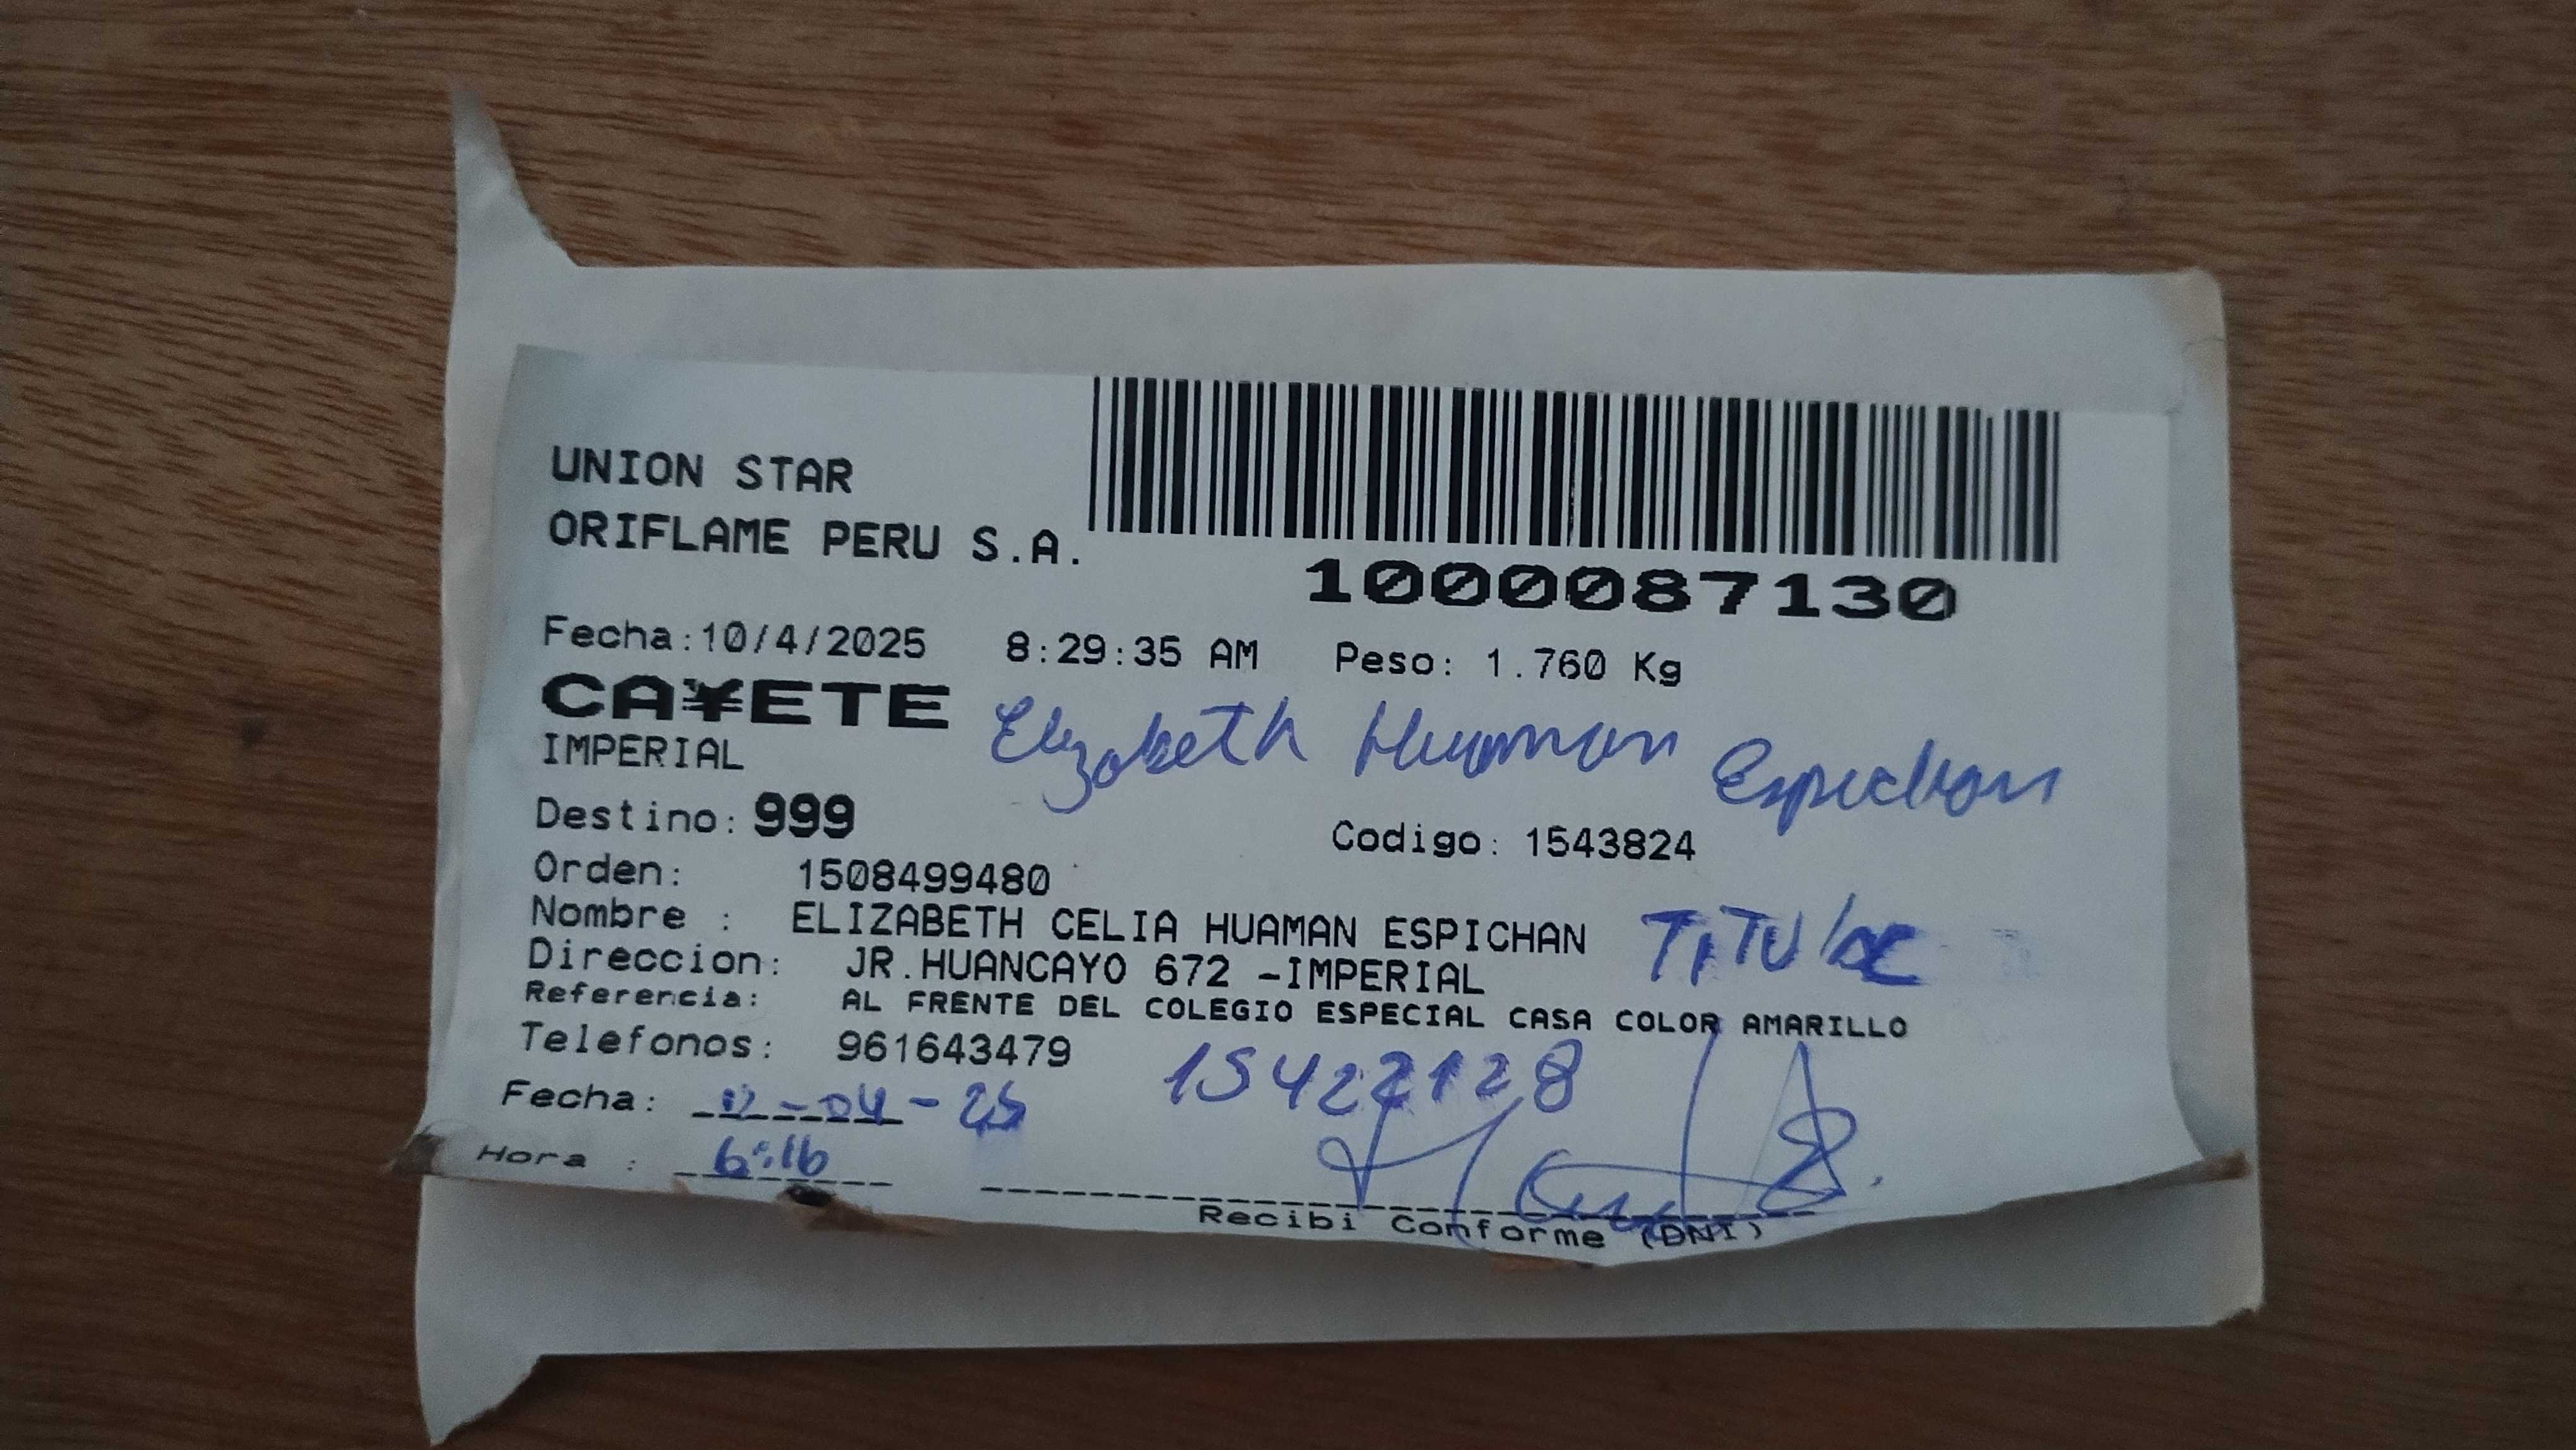 UNION STAR
ORIFLAME PERU S.A.
1000087130
Fecha:10/4/2025 8:29:35 AM Peso: 1.760 Kg
CA¥ETE
Elizabeth Huaman Espichan
IMPERIAL
Destino: 999
Codigo: 1543824
Orden: 1508499480
Nombre : ELIZABETH CELIA HUAMAN ESPICHAN
TiTulaR
Direccion: JR.HUANCAYO 672 -IMPERIAL
Referencia: AL FRENTE DEL COLEGIO ESPECIAL CASA COLOR AMARILLO
Telefonos: 961643479
15422128
Fecha: -04-25
Hora : 6:16
Recibi Conforme (DNI)